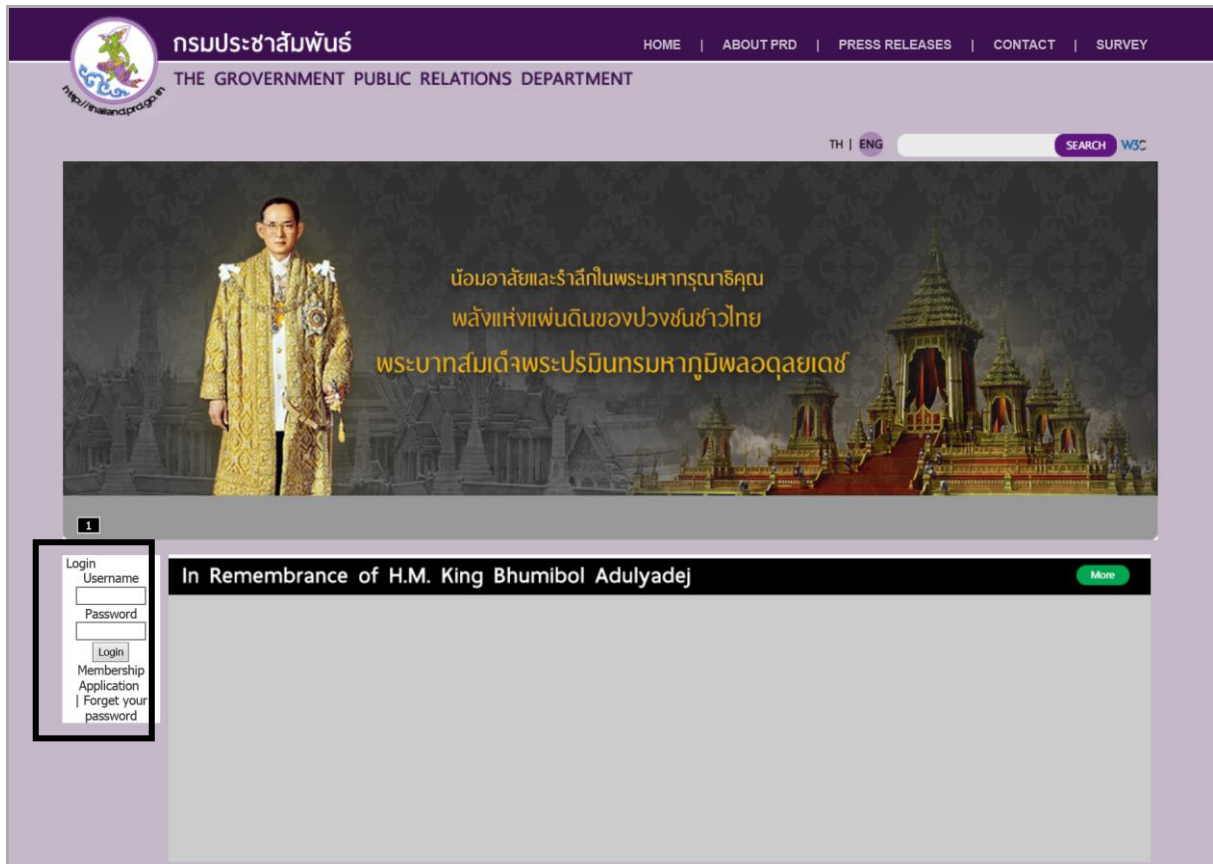 กรมประชาสัมพันธ์
HOME | ABOUT PRD | PRESS RELEASES | CONTACT | SURVEY
THE GROVERNMENT PUBLIC RELATIONS DEPARTMENT
http://thailand.prd.go.th
TH | ENG
SEARCH W3C
น้อมอาลัยและรำลึกในพระมหากรุณาธิคุณ
พลังแห่งแผ่นดินของปวงชนชาวไทย
พระบาทสมเด็จพระปรมินทรมหาภูมิพลอดุลยเดช
1
Login
Username
Password
Login
Membership
Application
| Forget your
password
In Remembrance of H.M. King Bhumibol Adulyadej
More